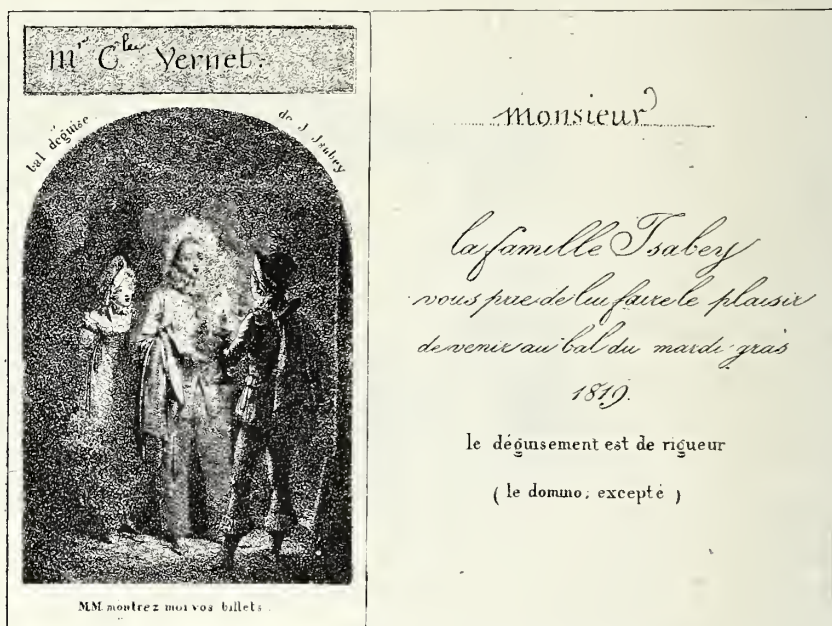 Mr Cles Vernet.
bal déguisé de J. Isabey
MM montrez moi vos billets.
Monsieur
la famille Isabey
vous prie de lui faire le plaisir
de venir au bal du mardi-gras
1819.
le déguisement est de rigueur
( le domino, excepté )